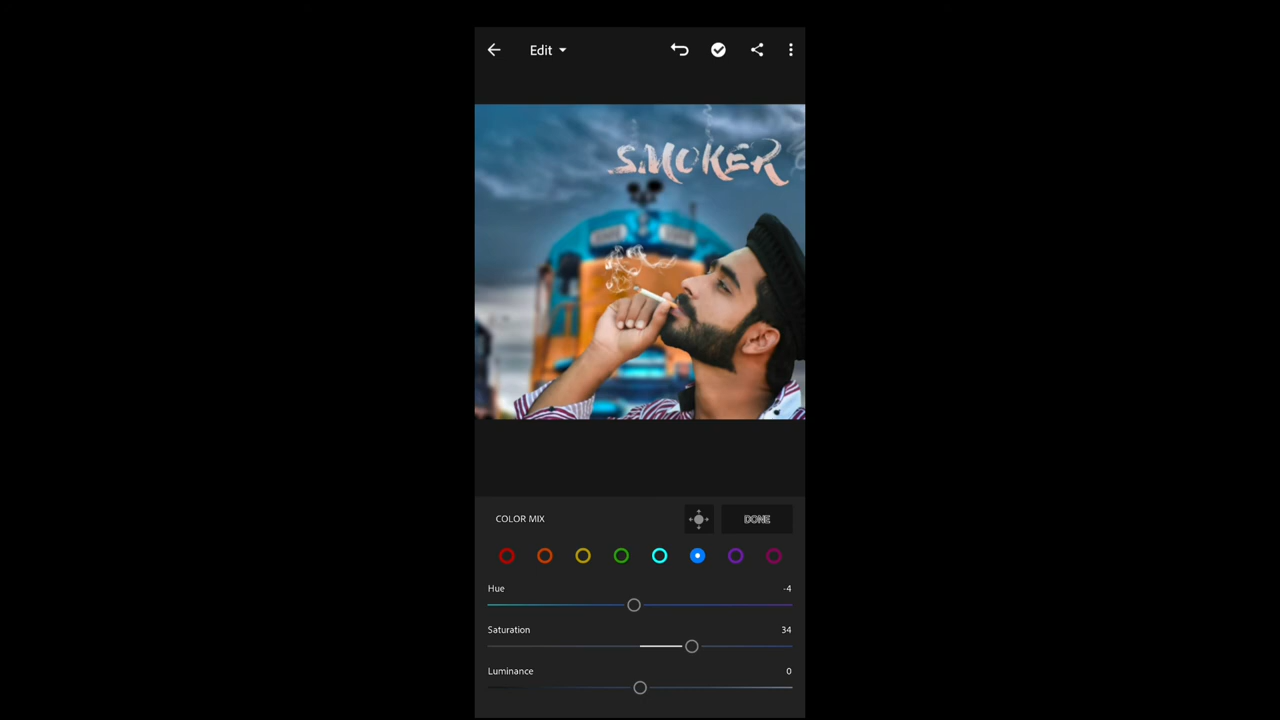 Edit
SMOKER
COLOR MIX
DONE
Hue
-4
Saturation
34
Luminance
0